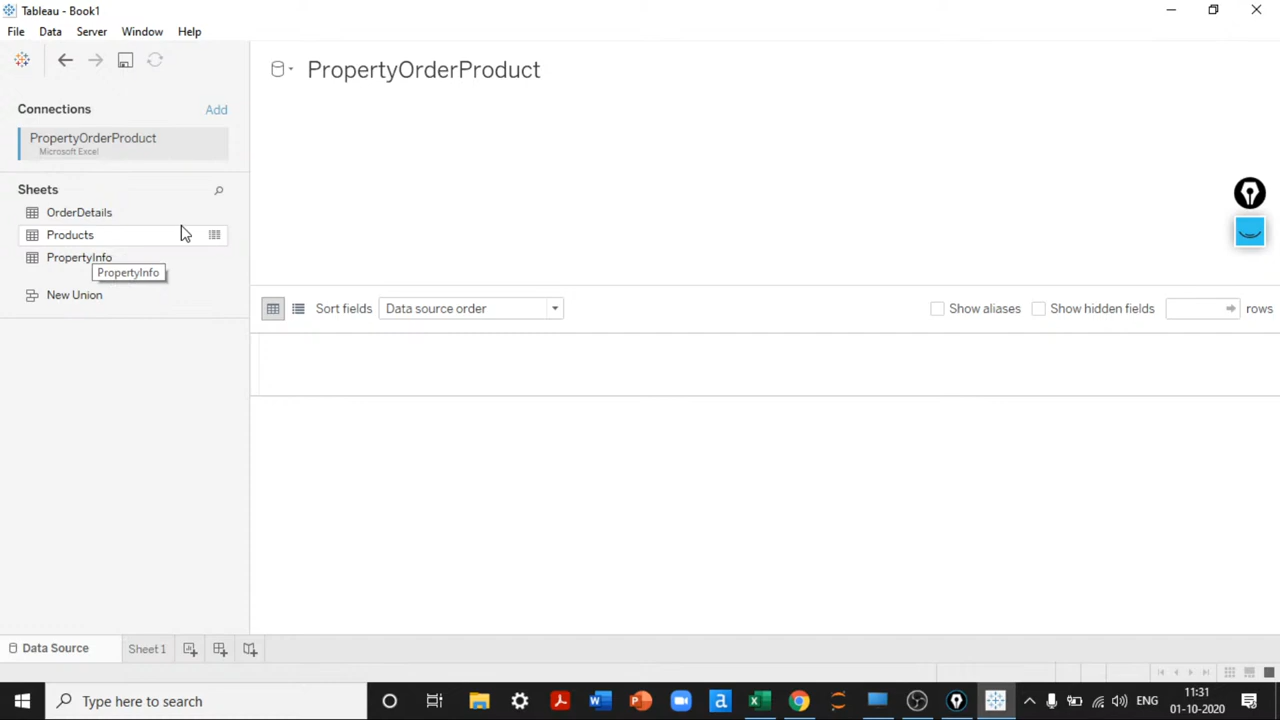 Tableau - Book1
File Data Server Window Help
Connections Add
PropertyOrderProduct
Microsoft Excel
Sheets
OrderDetails
Products
PropertyInfo
PropertyInfo
New Union
PropertyOrderProduct
Sort fields Data source order Show aliases Show hidden fields rows
Data Source Sheet 1
Type here to search
ENG
11:31
01-10-2020